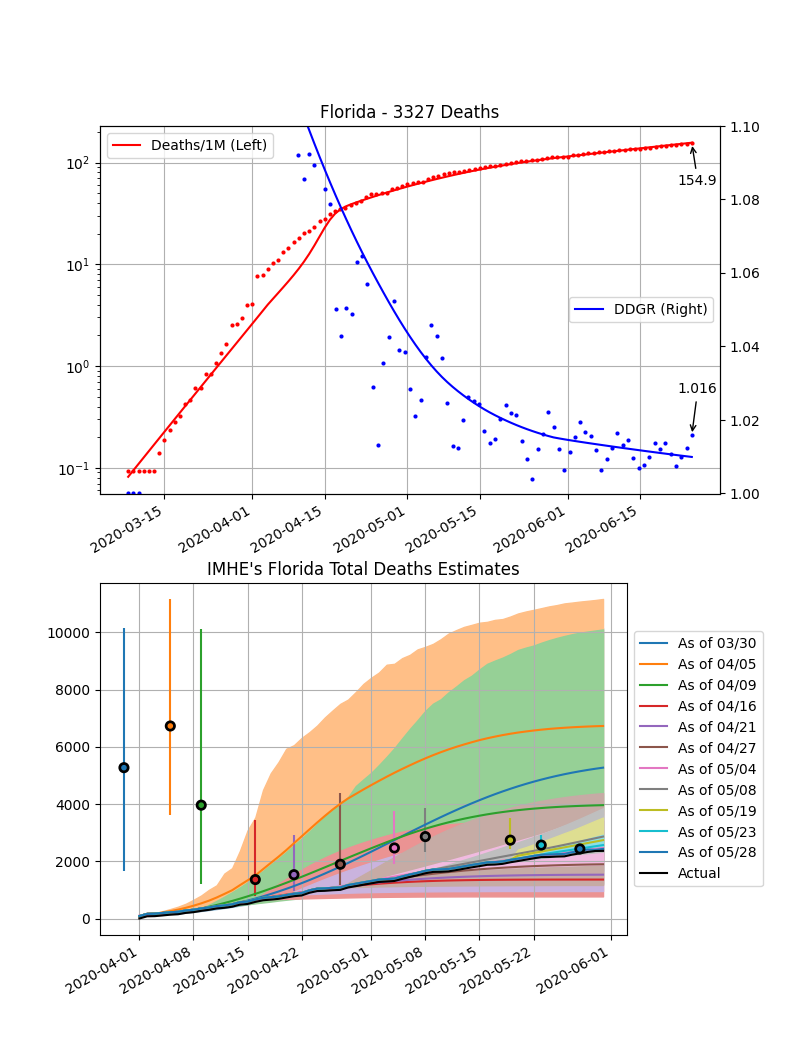 Florida - 3327 Deaths
Deaths/1M (Left)
DDGR (Right)
154.9
1.016
10²
10¹
10⁰
10⁻¹
1.10
1.08
1.06
1.04
1.02
1.00
2020-03-15
2020-04-01
2020-04-15
2020-05-01
2020-05-15
2020-06-01
2020-06-15
IMHE's Florida Total Deaths Estimates
10000
8000
6000
4000
2000
0
2020-04-01
2020-04-08
2020-04-15
2020-04-22
2020-05-01
2020-05-08
2020-05-15
2020-05-22
2020-06-01
As of 03/30
As of 04/05
As of 04/09
As of 04/16
As of 04/21
As of 04/27
As of 05/04
As of 05/08
As of 05/19
As of 05/23
As of 05/28
Actual